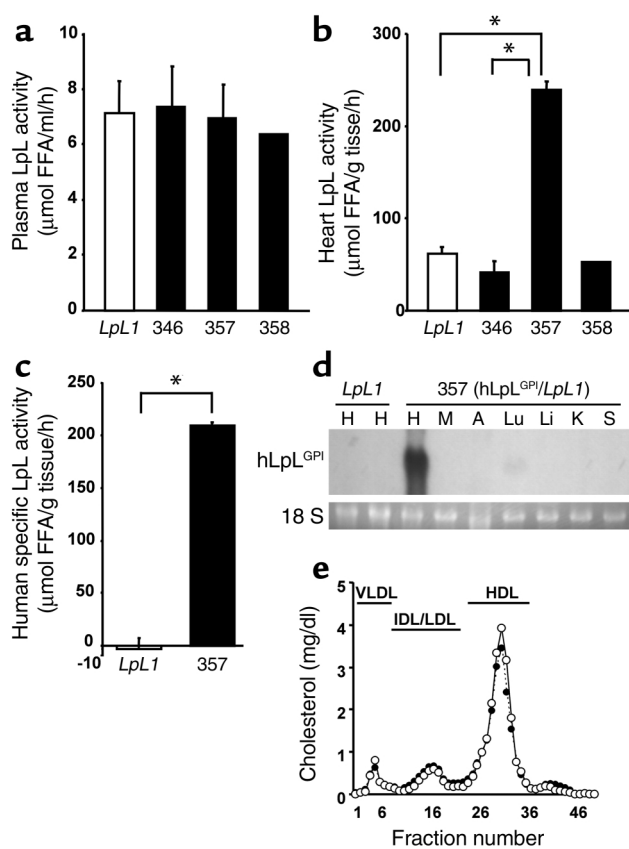 a
Plasma LpL activity
(μmol FFA/ml/h)
10
8
6
4
2
0
LpL1 346 357 358
b
Heart LpL activity
(μmol FFA/g tisse/h)
300
200
100
0
* 
*
LpL1 346 357 358
c
Human specific LpL activity
(μmol FFA/g tissue/h)
250
200
150
100
50
0
-10
*
LpL1 357
d
LpL1 357 (hLpLGPI/LpL1)
H H H M A Lu Li K S
hLpLGPI
18 S
e
Cholesterol (mg/dl)
5
4
3
2
1
0
VLDL HDL
IDL/LDL
1 6 16 26 36 46
Fraction number